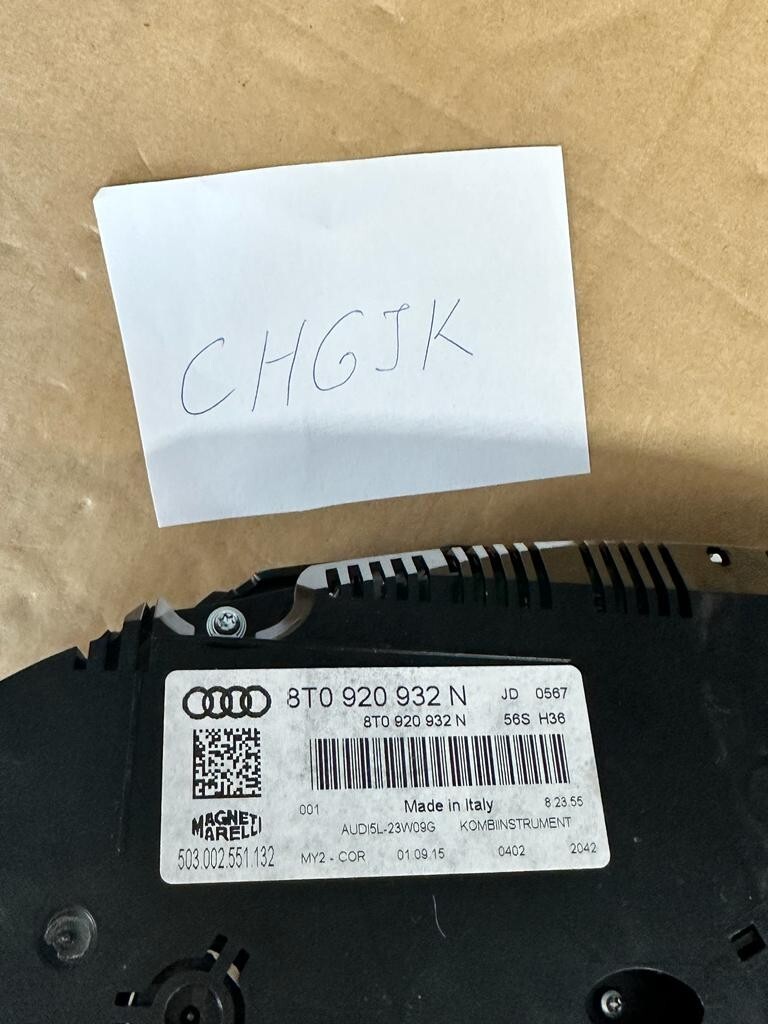 CHGJK
8T0 920 932 N JD 0567
8T0 920 932 N 56S H36
001 Made in Italy 8.23.55
AUDI5L-23W09G KOMBIINSTRUMENT
MAGNETI
MARELLI
503.002.551.132 MY2 - COR 01.09.15 0402 2042